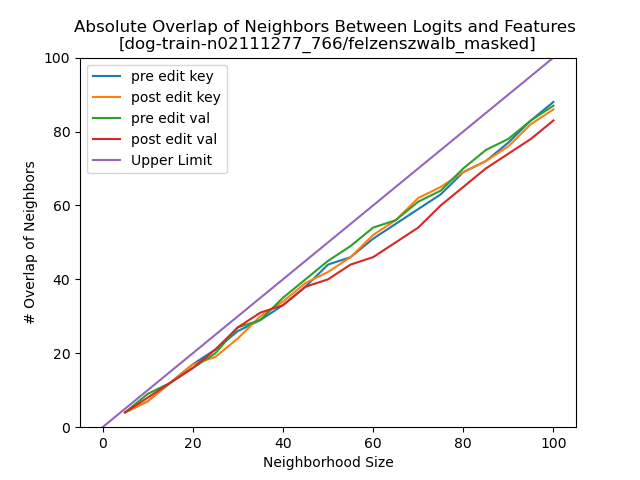 Absolute Overlap of Neighbors Between Logits and Features
[dog-train-n02111277_766/felzenszwalb_masked]
100
80
60
40
20
0
# Overlap of Neighbors
pre edit key
post edit key
pre edit val
post edit val
Upper Limit
0 20 40 60 80 100
Neighborhood Size